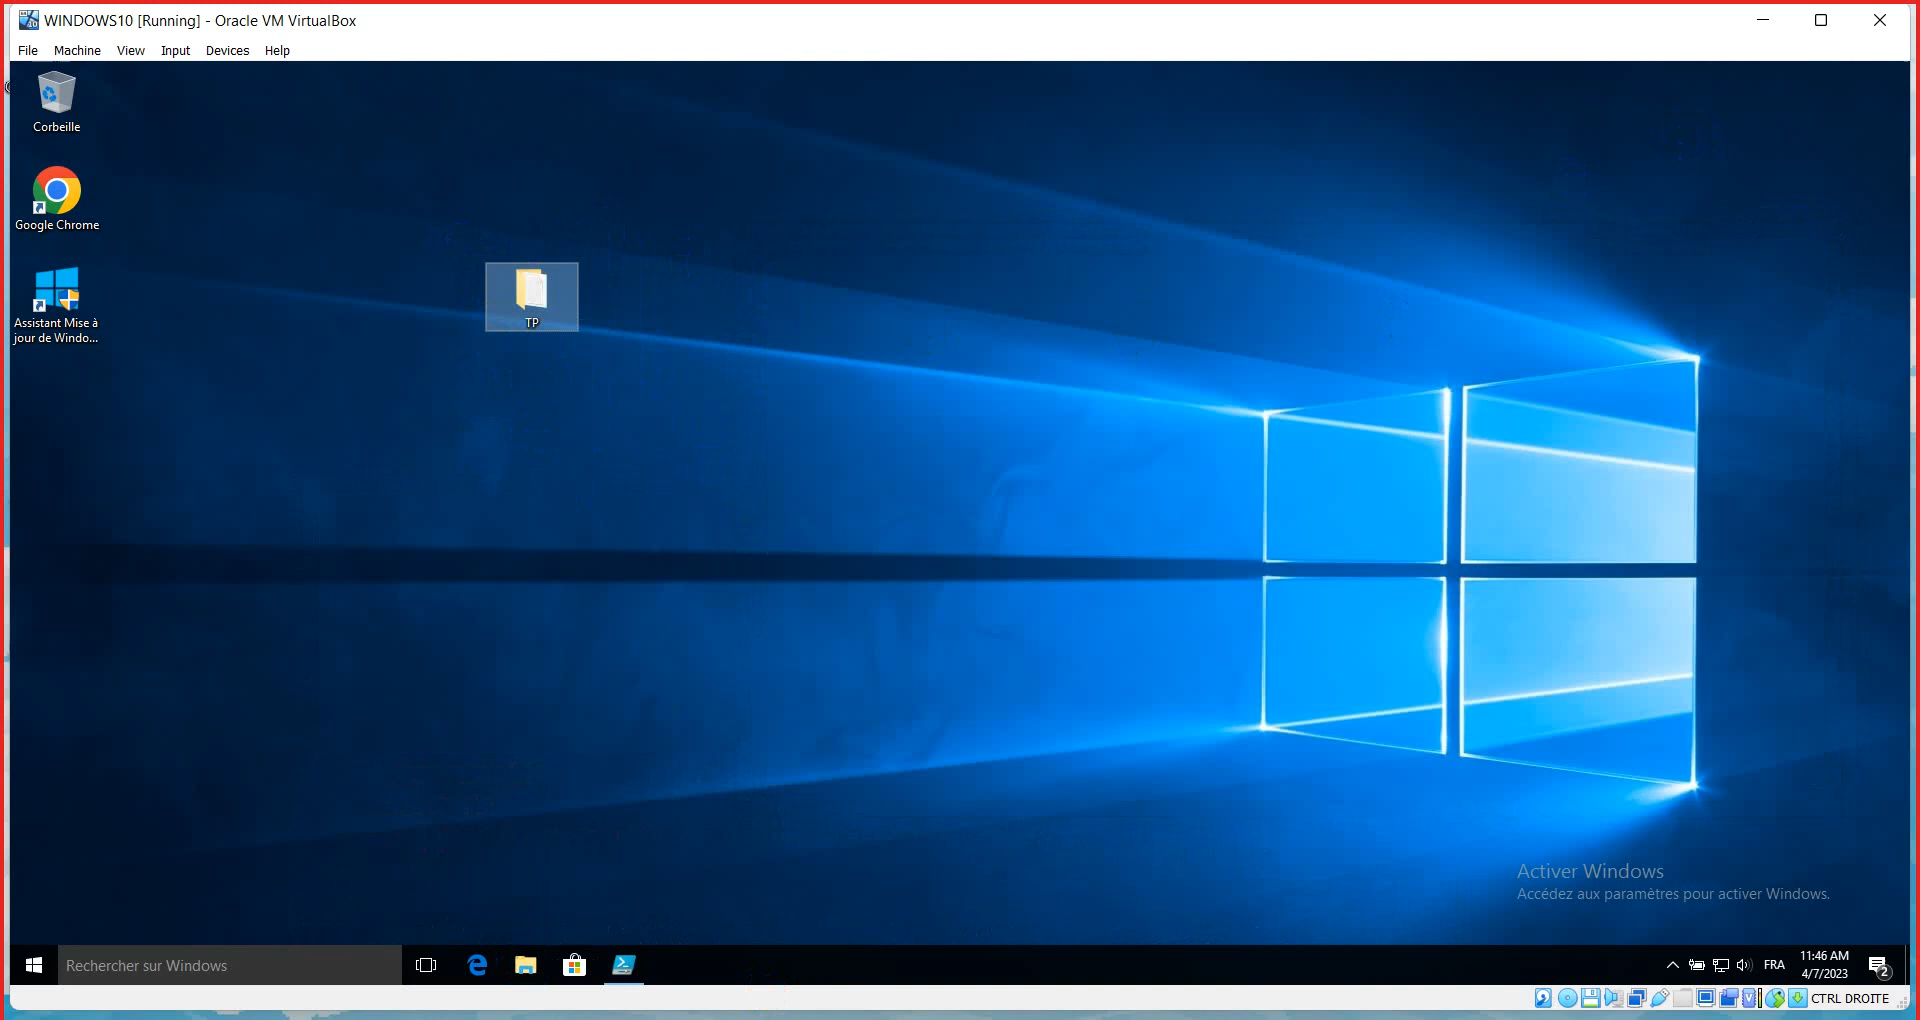 WINDOWS10 [Running] - Oracle VM VirtualBox
File Machine View Input Devices Help
Corbeille
Google Chrome
Assistant Mise à
jour de Windo...
TP
Activer Windows
Accédez aux paramètres pour activer Windows.
Rechercher sur Windows
FRA
11:46 AM
4/7/2023
2
CTRL DROITE